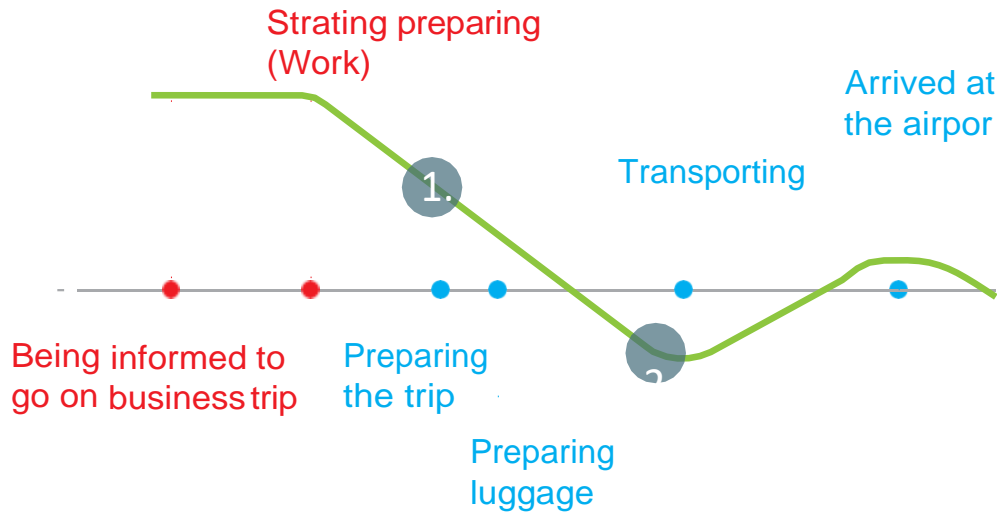 Strating preparing
(Work)
Arrived at
the airpor
Transporting
1.
Being informed to
go on business trip
Preparing
the trip
Preparing
luggage